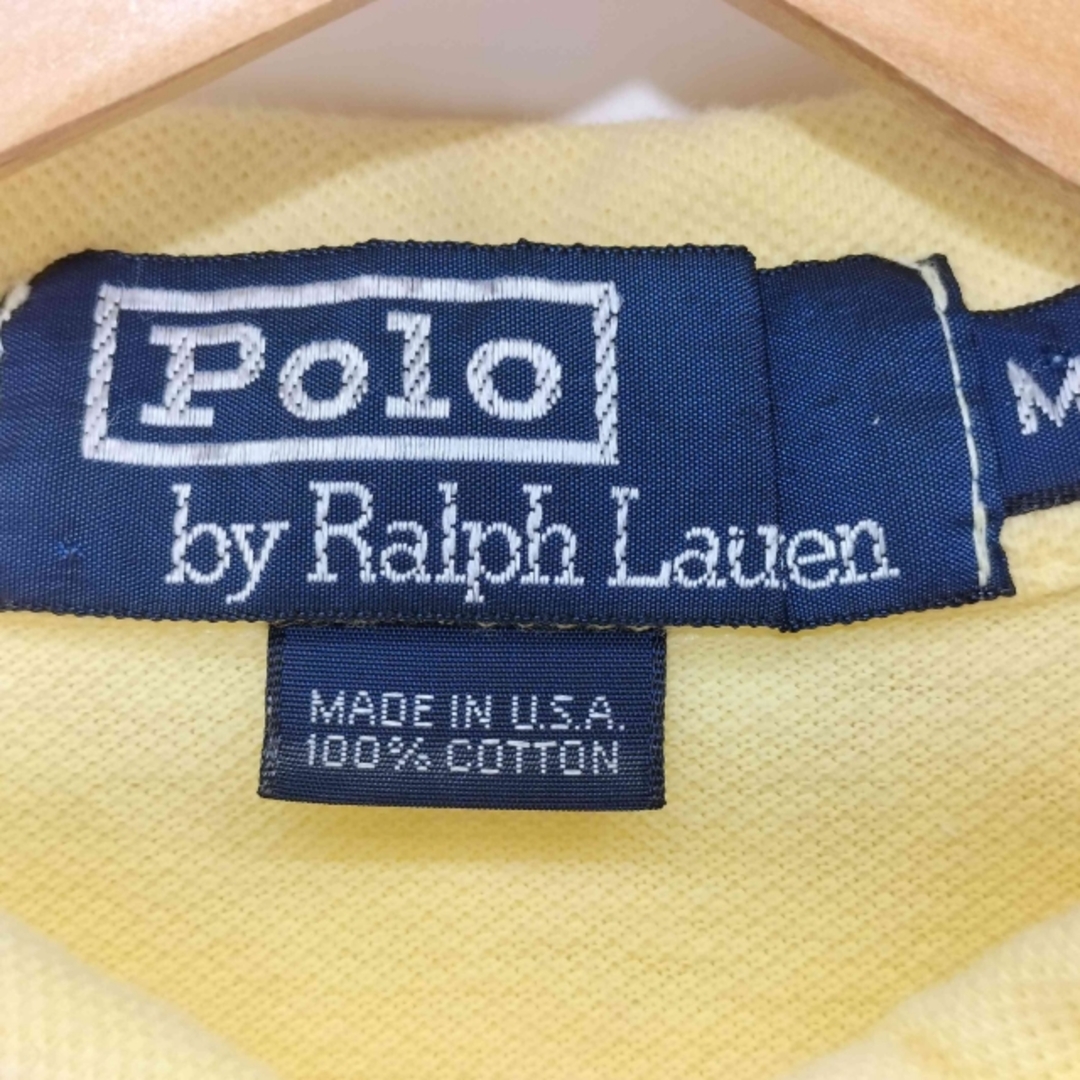 Polo
by Ralph Lauen
M
MADE IN U.S.A.
100% COTTON